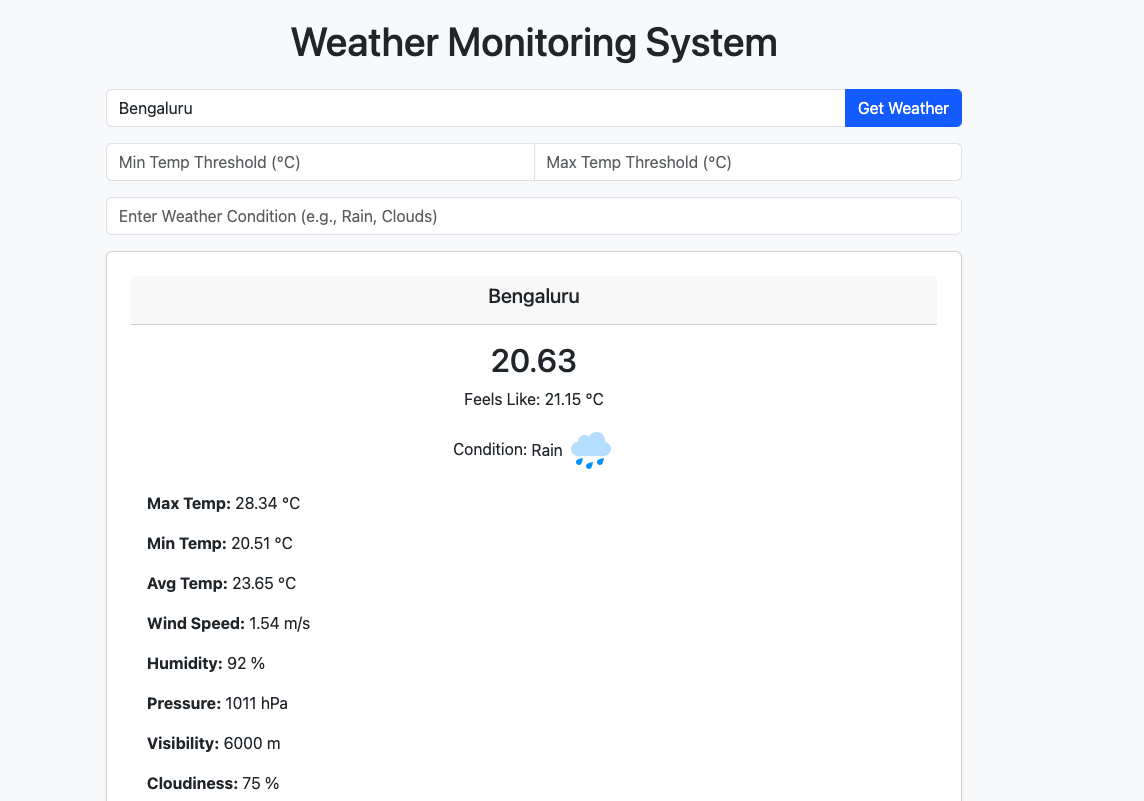 Weather Monitoring System
Bengaluru
Get Weather
Min Temp Threshold (°C)
Max Temp Threshold (°C)
Enter Weather Condition (e.g., Rain, Clouds)
Bengaluru
20.63
Feels Like: 21.15 °C
Condition: Rain
Max Temp: 28.34 °C
Min Temp: 20.51 °C
Avg Temp: 23.65 °C
Wind Speed: 1.54 m/s
Humidity: 92 %
Pressure: 1011 hPa
Visibility: 6000 m
Cloudiness: 75 %